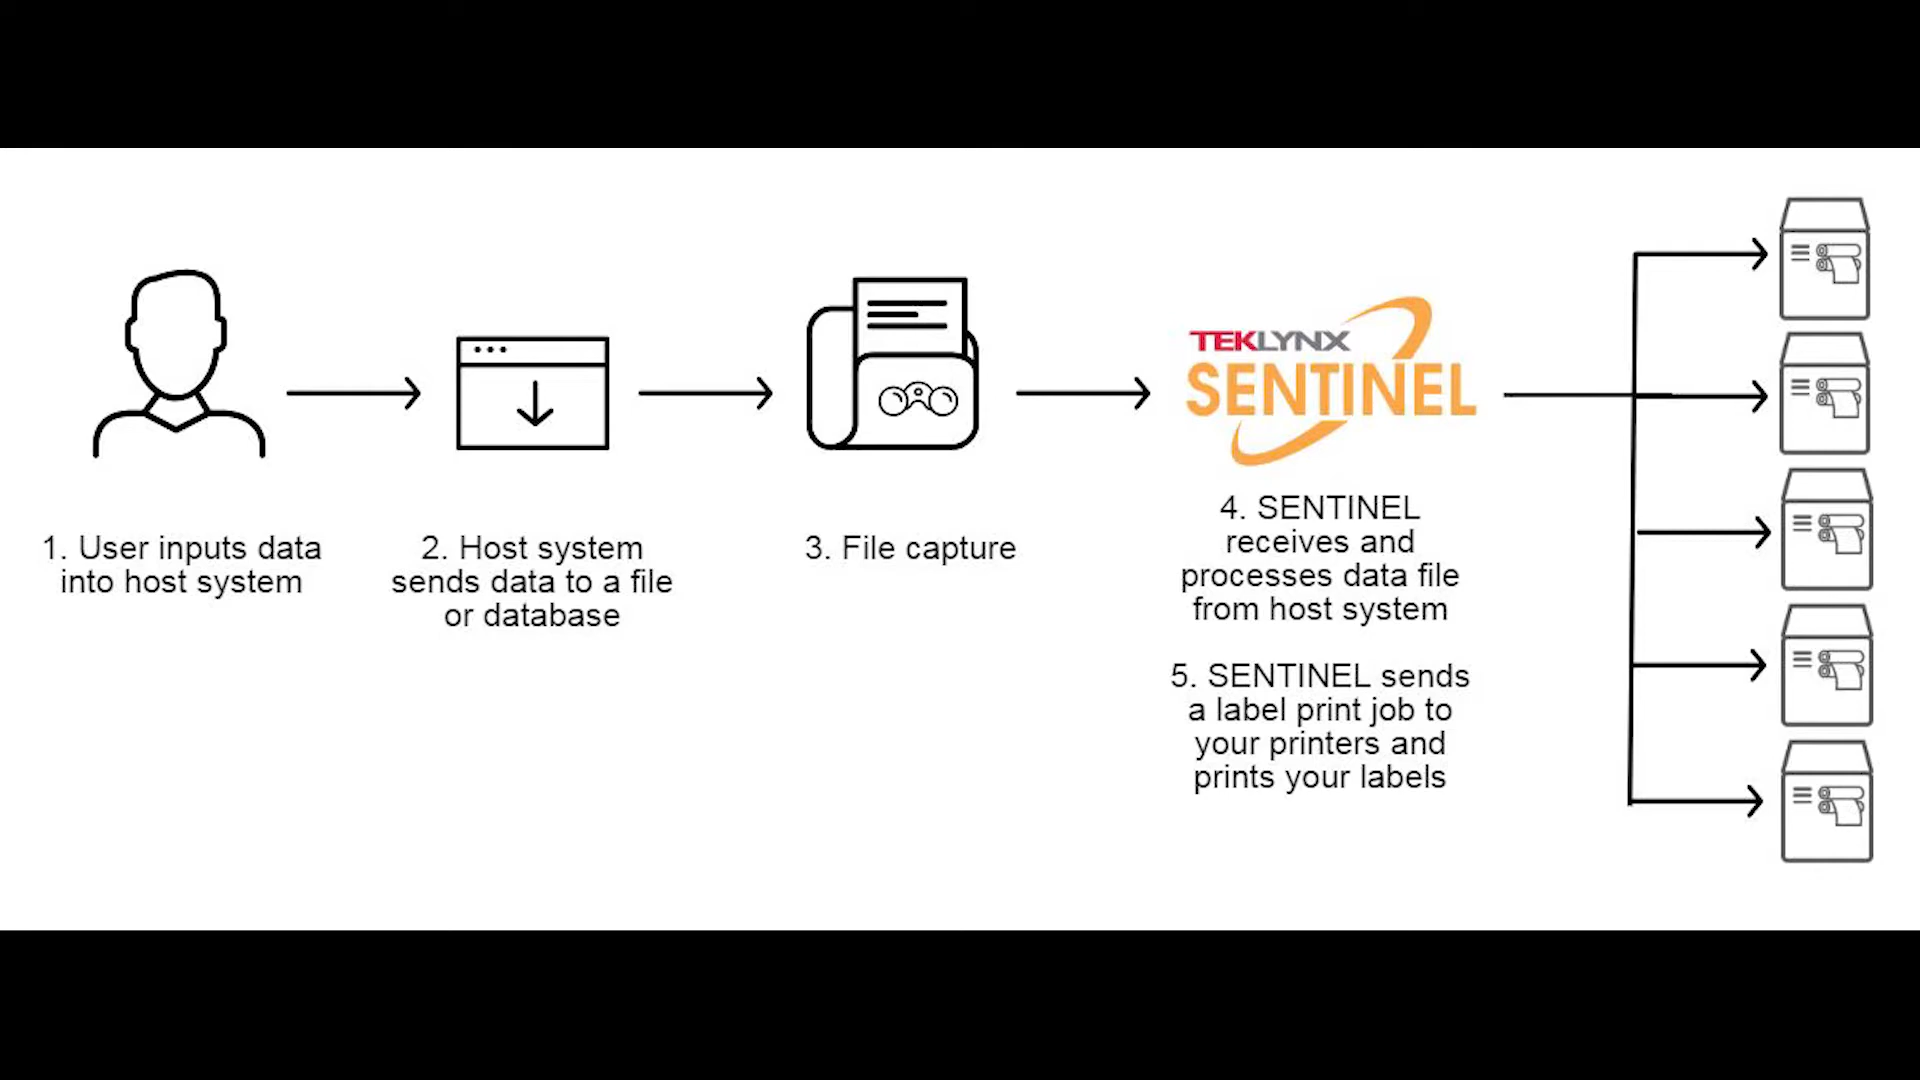 1. User inputs data
into host system
2. Host system
sends data to a file
or database
3. File capture
TEKLYNX
SENTINEL
4. SENTINEL
receives and
processes data file
from host system
5. SENTINEL sends
a label print job to
your printers and
prints your labels